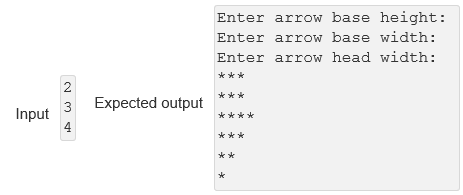 Input
2
3
4
Expected output
Enter arrow base height:
Enter arrow base width:
Enter arrow head width:
***
***
****
***
**
*